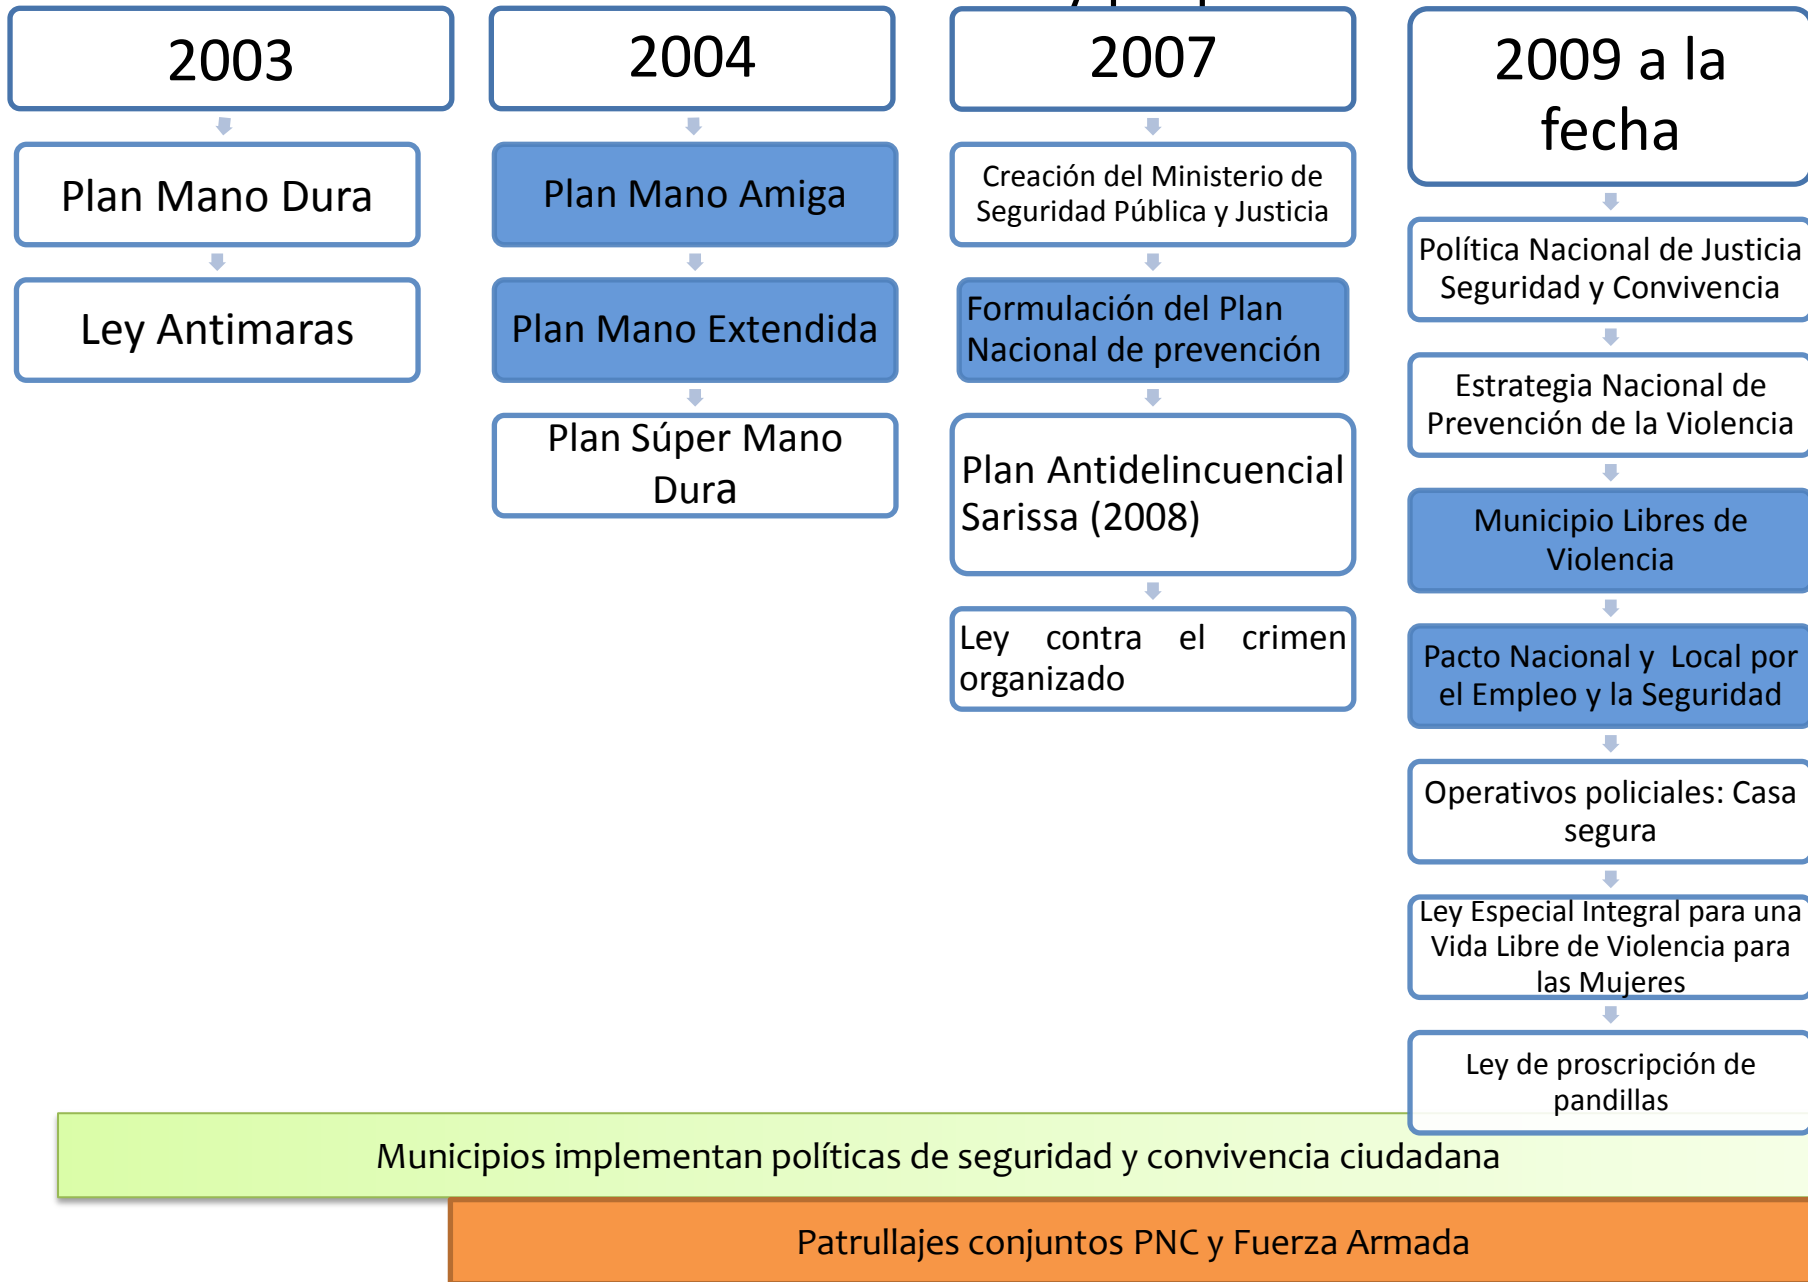 2003
Plan Mano Dura
Ley Antimaras
2004
Plan Mano Amiga
Plan Mano Extendida
Plan Súper Mano
Dura
2007
Creación del Ministerio de
Seguridad Pública y Justicia
Formulación del Plan
Nacional de prevención
Plan Antidelincuencial
Sarissa (2008)
Ley contra el crimen
organizado
2009 a la
fecha
Política Nacional de Justicia
Seguridad y Convivencia
Estrategia Nacional de
Prevención de la Violencia
Municipio Libres de
Violencia
Pacto Nacional y Local por
el Empleo y la Seguridad
Operativos policiales: Casa
segura
Ley Especial Integral para una
Vida Libre de Violencia para
las Mujeres
Ley de proscripción de
pandillas
Municipios implementan políticas de seguridad y convivencia ciudadana
Patrullajes conjuntos PNC y Fuerza Armada